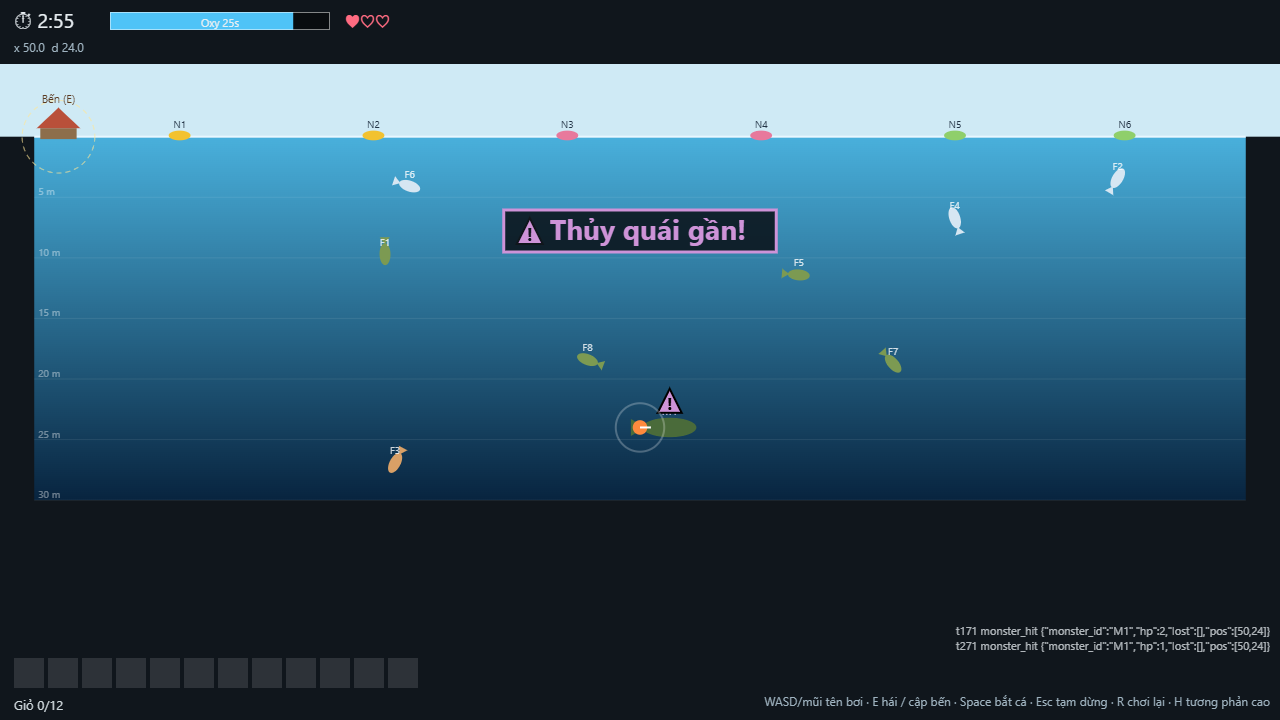 2:55
Oxy 25s
x 50.0 d 24.0
Bến (E)
N1
N2
N3
N4
N5
N6
F6
F2
5 m
F4
Thủy quái gần!
F1
10 m
F5
15 m
F8
F7
20 m
25 m
F3
30 m
t171 monster_hit {"monster_id":"M1","hp":2,"lost":[],"pos":[50,24]}
t271 monster_hit {"monster_id":"M1","hp":1,"lost":[],"pos":[50,24]}
Giỏ 0/12
WASD/mũi tên bơi · E hái / cập bến · Space bắt cá · Esc tạm dừng · R chơi lại · H tương phản cao